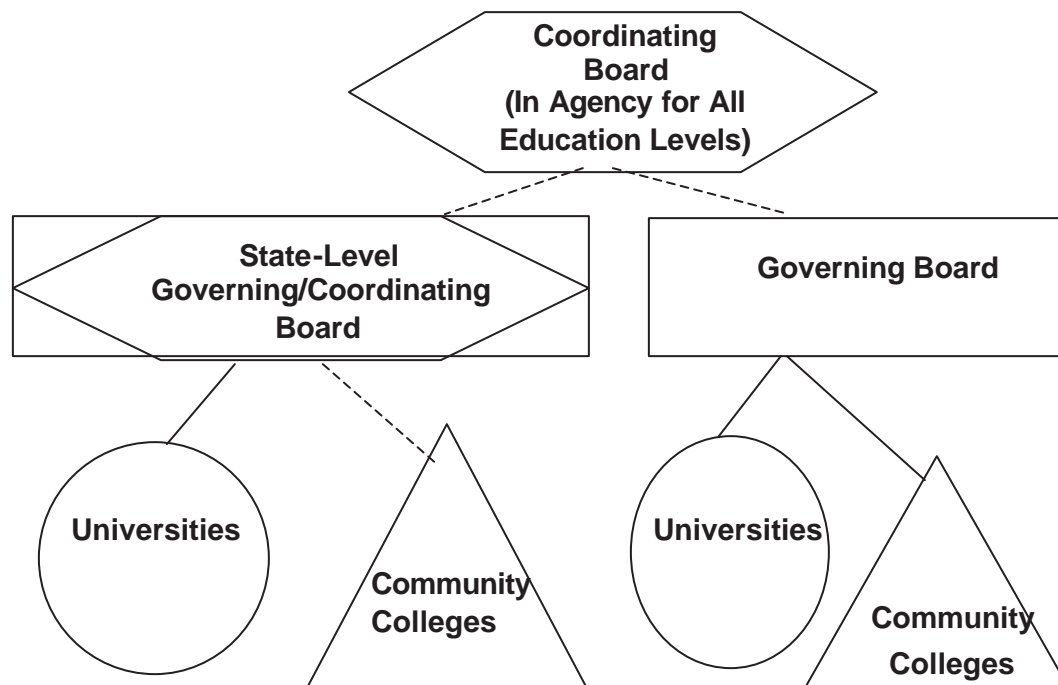 Coordinating
Board
(In Agency for All
Education Levels)
State-Level
Governing/Coordinating
Board
Governing Board
Universities
Community
Colleges
Universities
Community
Colleges